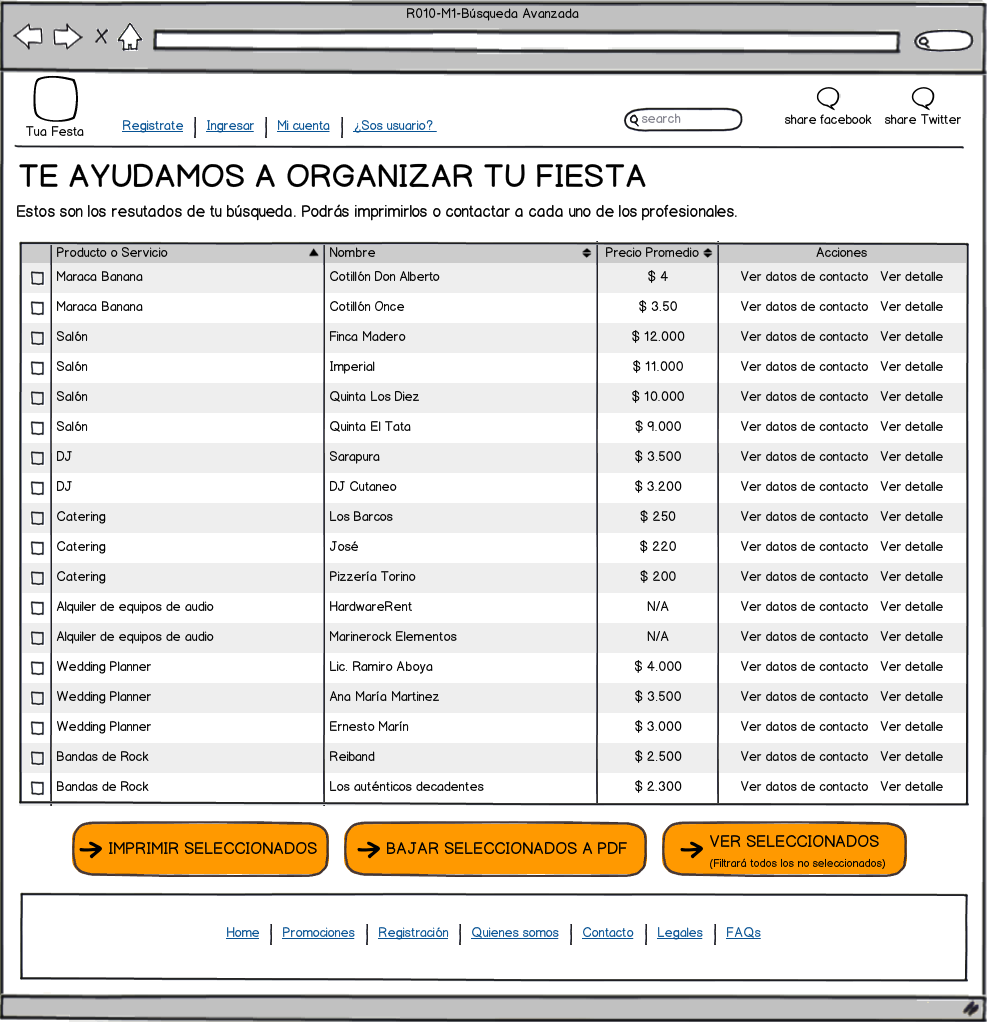 R010-M1-Búsqueda Avanzada
Tua Festa
Registrate Ingresar Mi cuenta ¿Sos usuario?
search
share facebook share Twitter
TE AYUDAMOS A ORGANIZAR TU FIESTA
Estos son los resutados de tu búsqueda. Podrás imprimirlos o contactar a cada uno de los profesionales.
Producto o Servicio Nombre Precio Promedio Acciones
Maraca Banana Cotillón Don Alberto $ 4 Ver datos de contacto Ver detalle
Maraca Banana Cotillón Once $ 3.50 Ver datos de contacto Ver detalle
Salón Finca Madero $ 12.000 Ver datos de contacto Ver detalle
Salón Imperial $ 11.000 Ver datos de contacto Ver detalle
Salón Quinta Los Diez $ 10.000 Ver datos de contacto Ver detalle
Salón Quinta El Tata $ 9.000 Ver datos de contacto Ver detalle
DJ Sarapura $ 3.500 Ver datos de contacto Ver detalle
DJ DJ Cutaneo $ 3.200 Ver datos de contacto Ver detalle
Catering Los Barcos $ 250 Ver datos de contacto Ver detalle
Catering José $ 220 Ver datos de contacto Ver detalle
Catering Pizzería Torino $ 200 Ver datos de contacto Ver detalle
Alquiler de equipos de audio HardwareRent N/A Ver datos de contacto Ver detalle
Alquiler de equipos de audio Marinerock Elementos N/A Ver datos de contacto Ver detalle
Wedding Planner Lic. Ramiro Aboya $ 4.000 Ver datos de contacto Ver detalle
Wedding Planner Ana María Martinez $ 3.500 Ver datos de contacto Ver detalle
Wedding Planner Ernesto Marín $ 3.000 Ver datos de contacto Ver detalle
Bandas de Rock Reiband $ 2.500 Ver datos de contacto Ver detalle
Bandas de Rock Los auténticos decadentes $ 2.300 Ver datos de contacto Ver detalle
IMPRIMIR SELECCIONADOS
BAJAR SELECCIONADOS A PDF
VER SELECCIONADOS
(Filtrará todos los no seleccionados)
Home Promociones Registración Quienes somos Contacto Legales FAQs